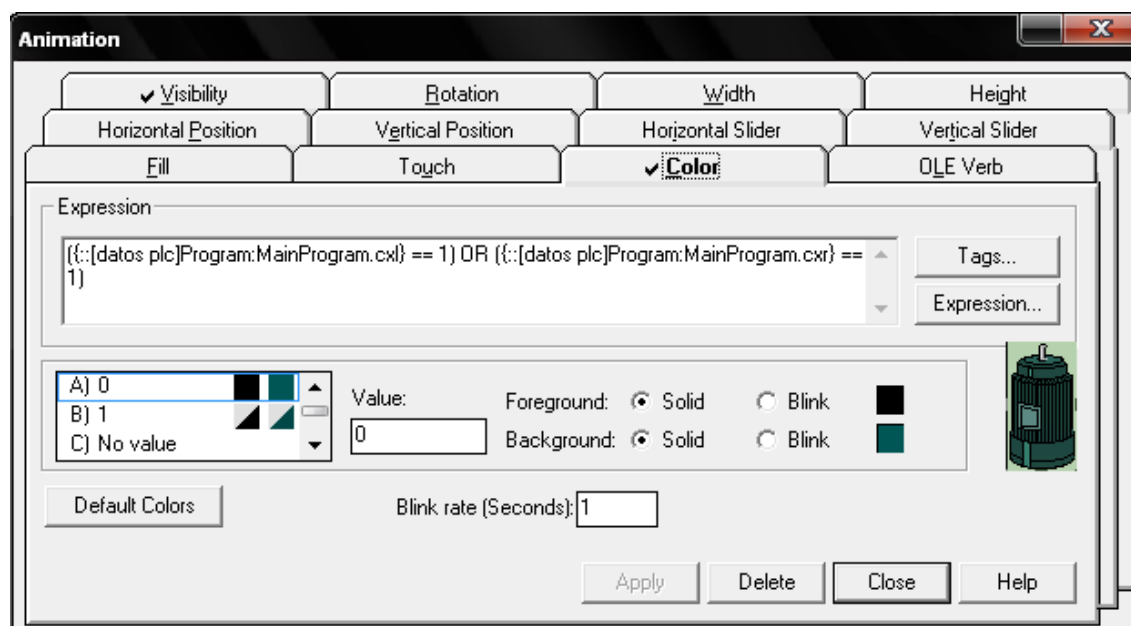 Animation
Visibility Rotation Width Height
Horizontal Position Vertical Position Horizontal Slider Vertical Slider
Fill Touch Color OLE Verb
Expression
({::[datos plc]Program:MainProgram.cxl} == 1) OR ({::[datos plc]Program:MainProgram.cxr} ==
1)
Tags...
Expression...
A) 0
B) 1
C) No value
Value:
0
Foreground: Solid Blink
Background: Solid Blink
Default Colors
Blink rate (Seconds): 1
Apply Delete Close Help